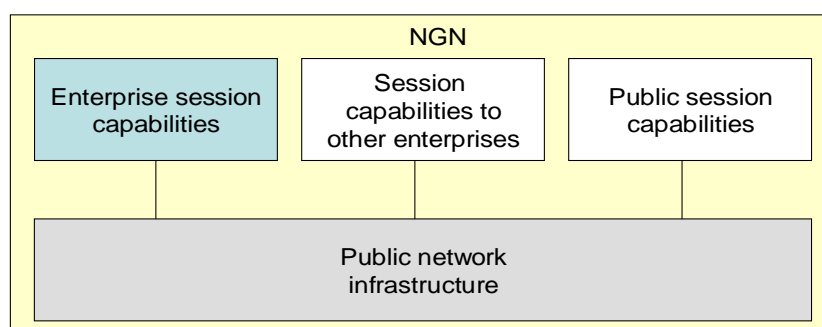 NGN
Enterprise session
capabilities
Session
capabilities to
other enterprises
Public session
capabilities
Public network
infrastructure